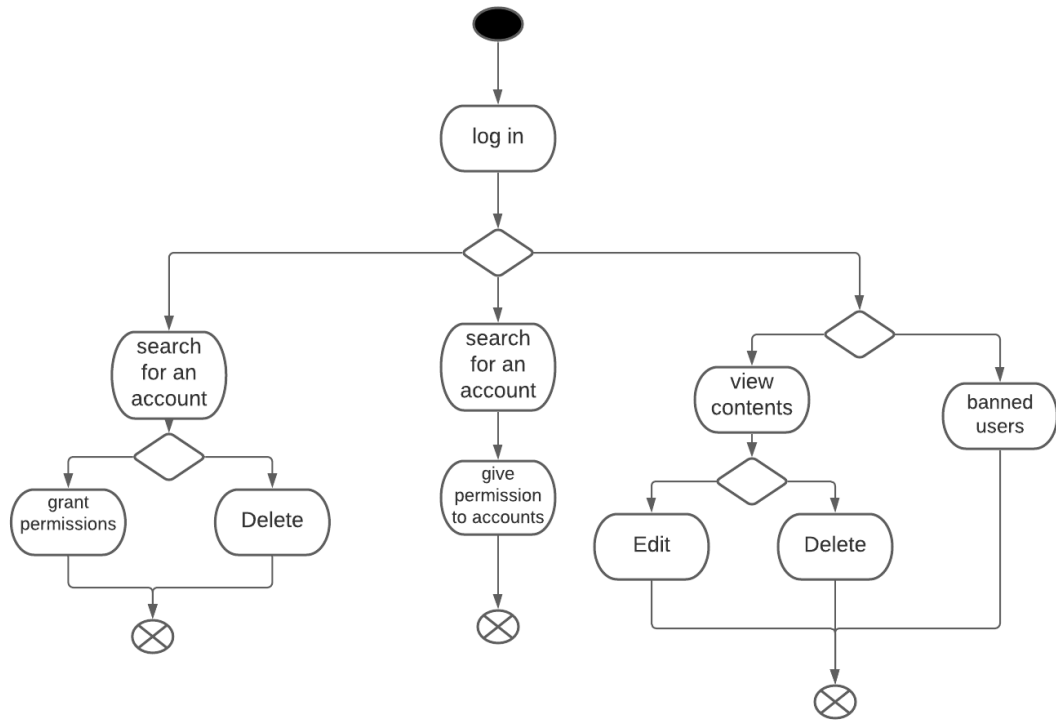 log in
search
for an
account
search
for an
account
view
contents
banned
users
grant
permissions
Delete
give
permission
to accounts
Edit
Delete